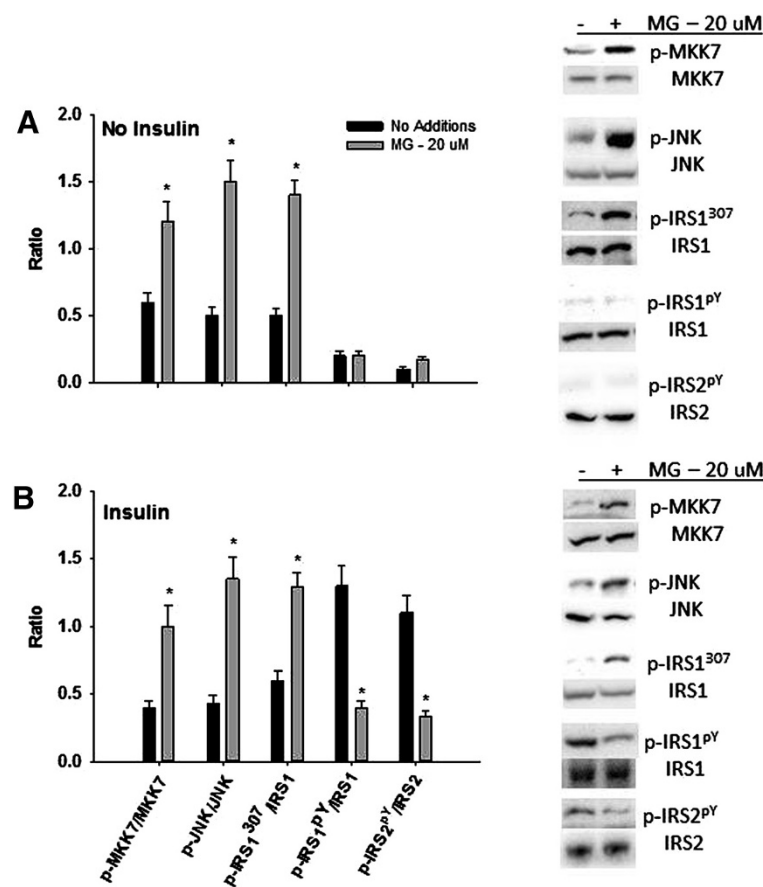 A
No Insulin
No Additions
MG - 20 uM
Ratio
2.0
1.5
1.0
0.5
0.0
*
*
*
- + MG – 20 uM
p-MKK7
MKK7
p-JNK
JNK
p-IRS1³⁰⁷
IRS1
p-IRS1ᵖʸ
IRS1
p-IRS2ᵖʸ
IRS2
B
Insulin
Ratio
2.0
1.5
1.0
0.5
0.0
*
*
*
*
*
p-MKK7/MKK7
p-JNK/JNK
p-IRS1³⁰⁷/IRS1
p-IRS1ᵖʸ/IRS1
p-IRS2ᵖʸ/IRS2
- + MG – 20 uM
p-MKK7
MKK7
p-JNK
JNK
p-IRS1³⁰⁷
IRS1
p-IRS1ᵖʸ
IRS1
p-IRS2ᵖʸ
IRS2